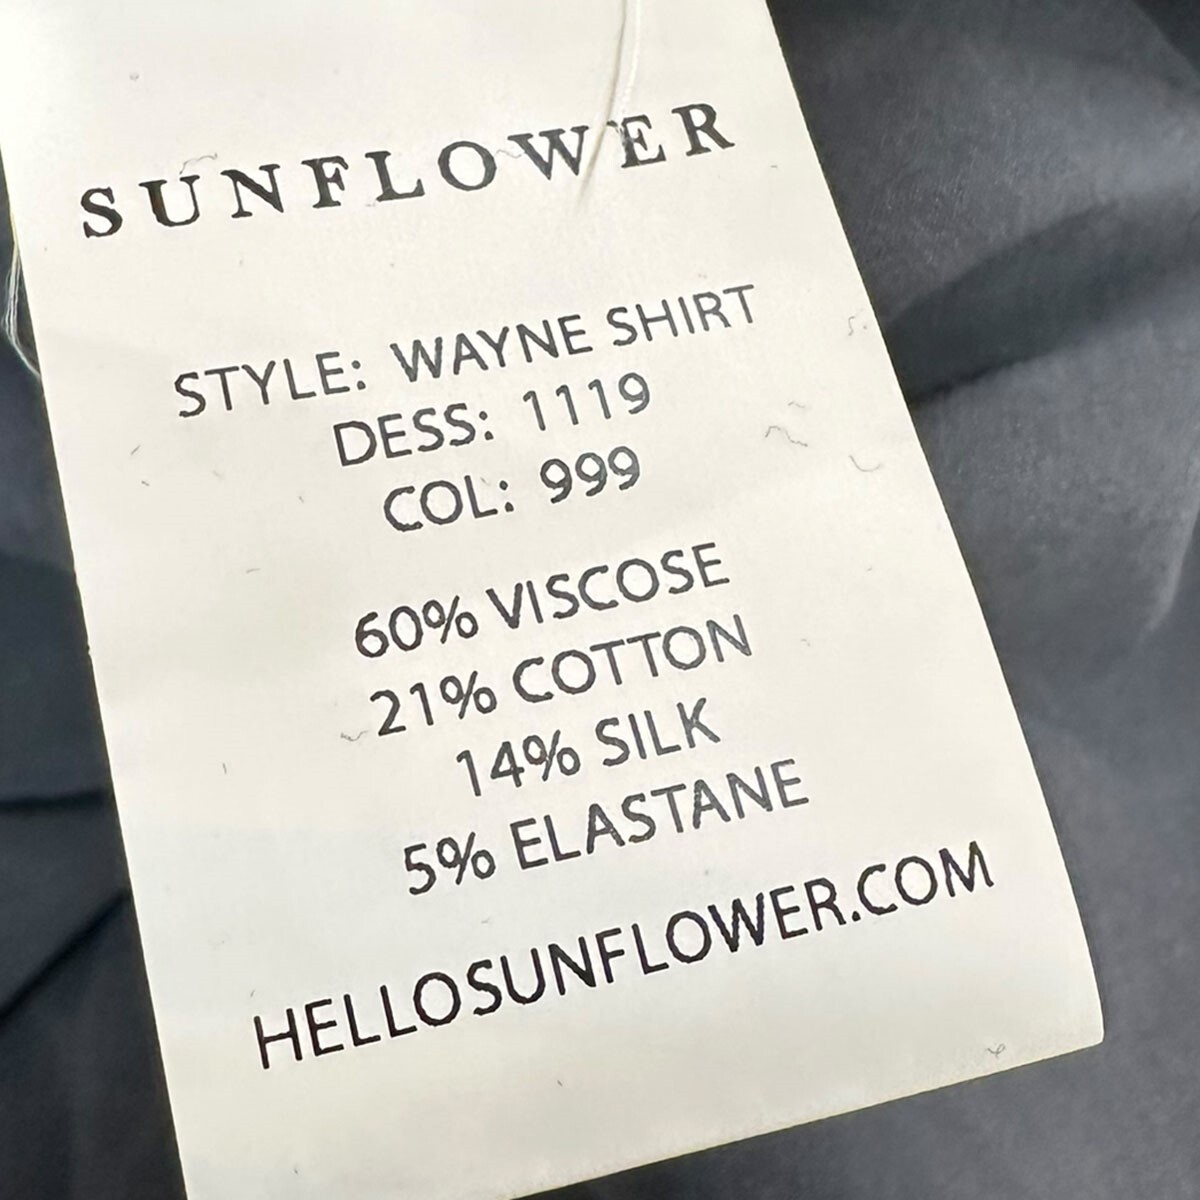 SUNFLOWER
STYLE: WAYNE SHIRT
DESS: 1119
COL: 999
60% VISCOSE
21% COTTON
14% SILK
5% ELASTANE
HELLOSUNFLOWER.COM